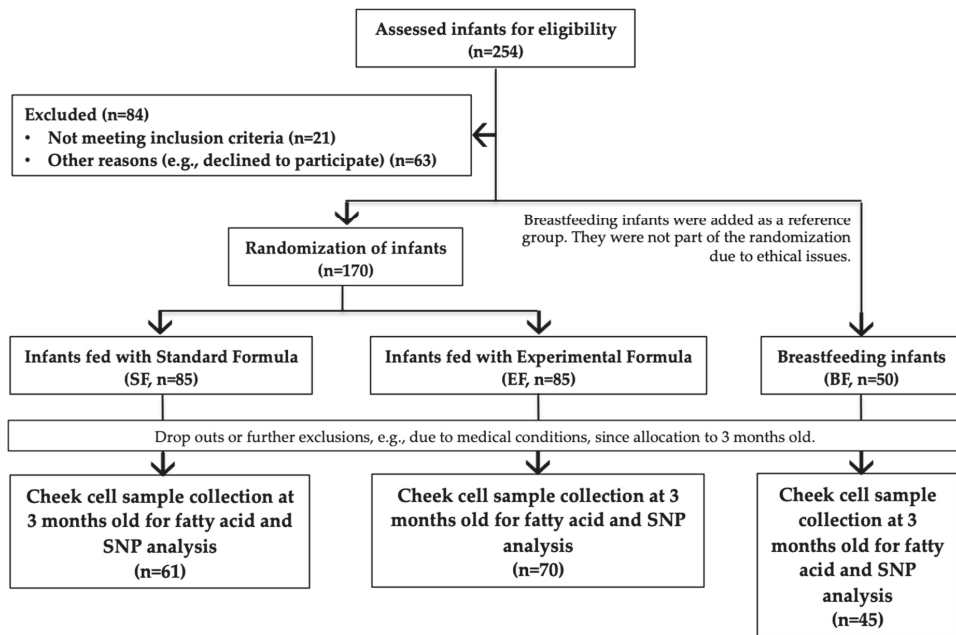 Assessed infants for eligibility
(n=254)
Excluded (n=84)
• Not meeting inclusion criteria (n=21)
• Other reasons (e.g., declined to participate) (n=63)
Breastfeeding infants were added as a reference
group. They were not part of the randomization
due to ethical issues.
Randomization of infants
(n=170)
Infants fed with Standard Formula
(SF, n=85)
Infants fed with Experimental Formula
(EF, n=85)
Breastfeeding infants
(BF, n=50)
Drop outs or further exclusions, e.g., due to medical conditions, since allocation to 3 months old.
Cheek cell sample collection at
3 months old for fatty acid and
SNP analysis
(n=61)
Cheek cell sample collection at 3
months old for fatty acid and SNP
analysis
(n=70)
Cheek cell sample
collection at 3
months old for fatty
acid and SNP
analysis
(n=45)